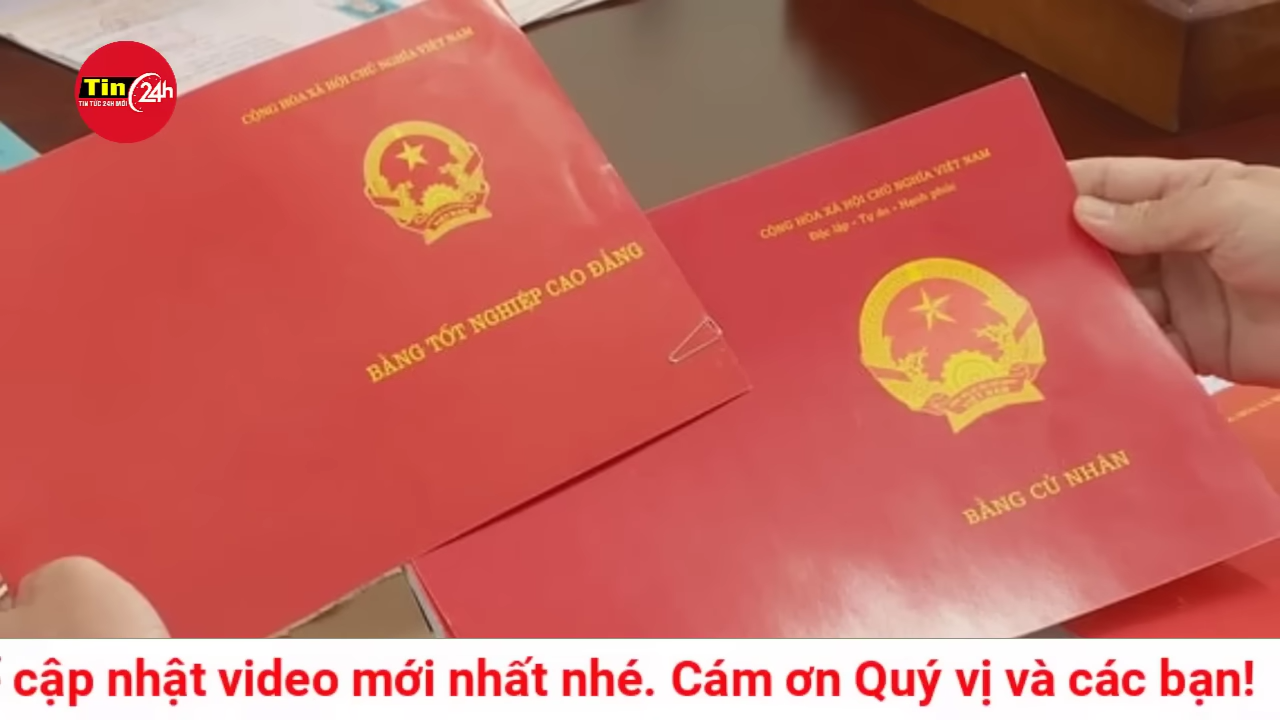 Tin 24h
TIN TỨC 24H MỚI
CỘNG HÒA XÃ HỘI CHỦ NGHĨA VIỆT NAM
BẰNG TỐT NGHIỆP CAO ĐẲNG
CỘNG HÒA XÃ HỘI CHỦ NGHĨA VIỆT NAM
Độc lập - Tự do - Hạnh phúc
BẰNG CỬ NHÂN
cập nhật video mới nhất nhé. Cám ơn Quý vị và các bạn!